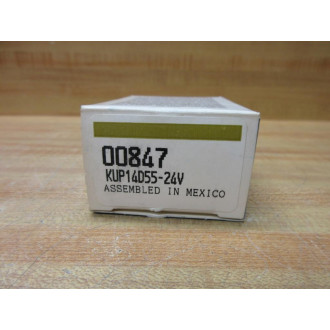 00847
KUP14D55-24V
ASSEMBLED IN MEXICO